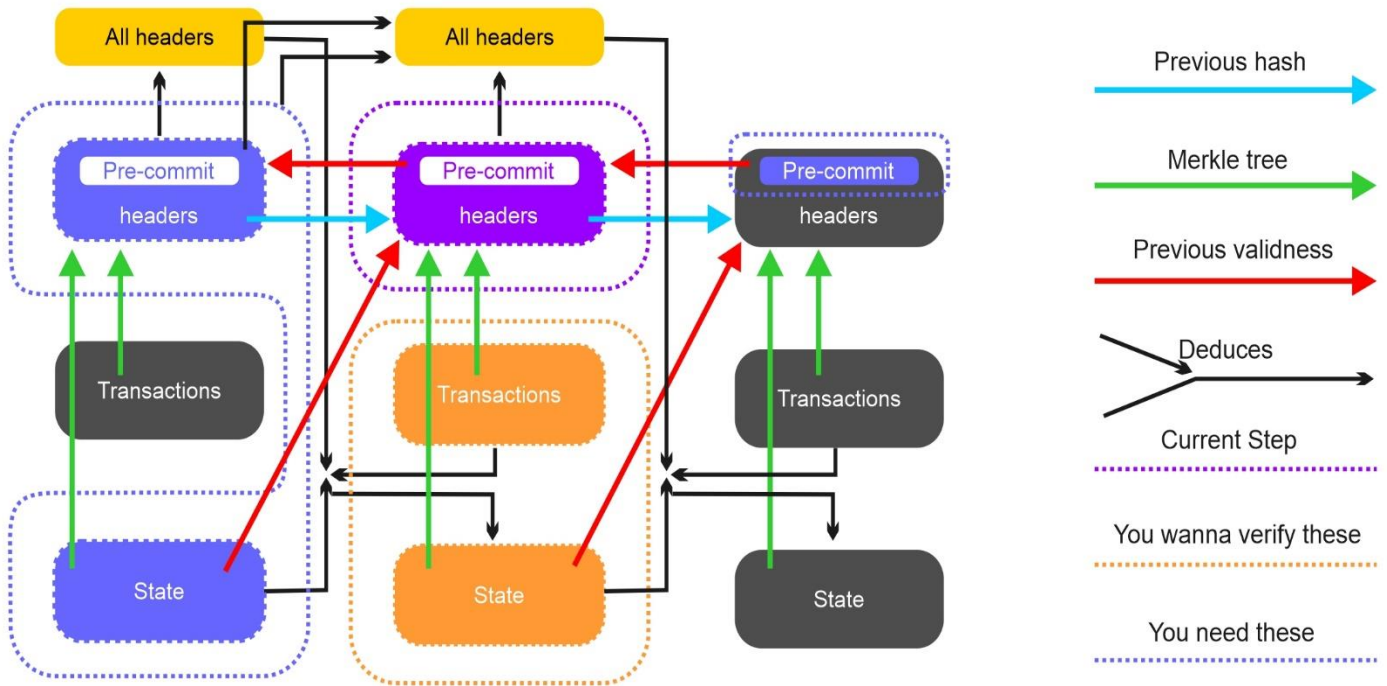 All headers
All headers
Previous hash
Pre-commit
headers
Pre-commit
headers
Pre-commit
headers
Merkle tree
Previous validness
Deduces
Transactions
Transactions
Transactions
Current Step
You wanna verify these
State
State
State
You need these